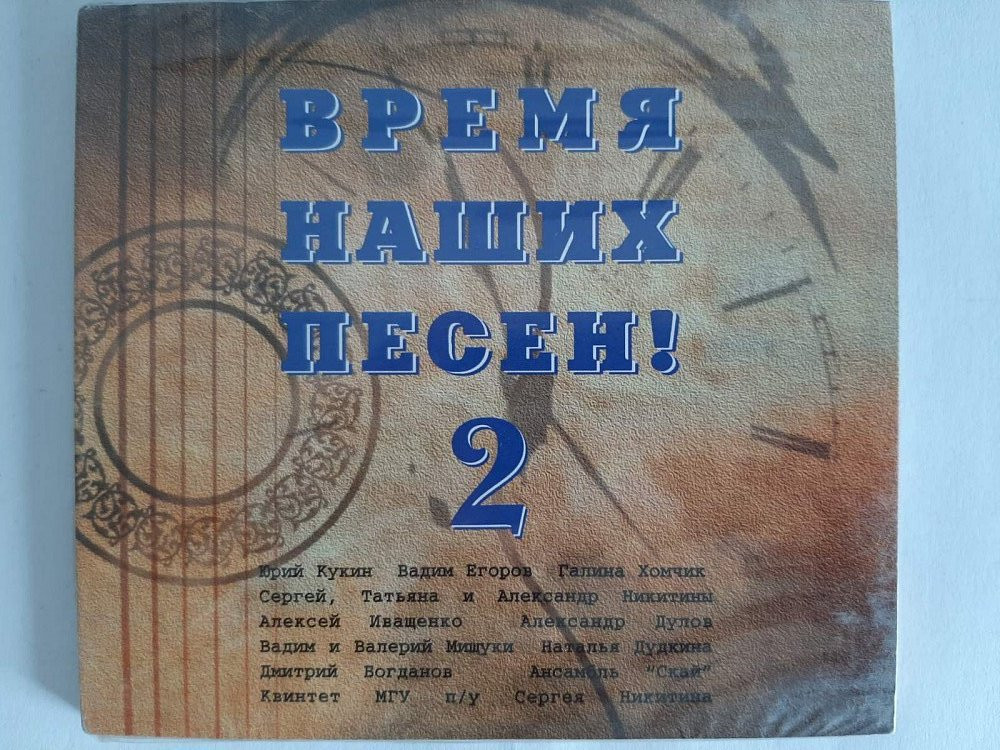 ВРЕМЯ
НАШИХ
ПЕСЕН!
2
Юрий Кукин Вадим Егоров Галина Хомчик
Сергей, Татьяна и Александр Никитины
Алексей Иващенко Александр Дулов
Вадим и Валерий Мищуки Наталья Дудкина
Дмитрий Богданов Ансамбль "Скай"
Квинтет МГУ п/у Сергея Никитина